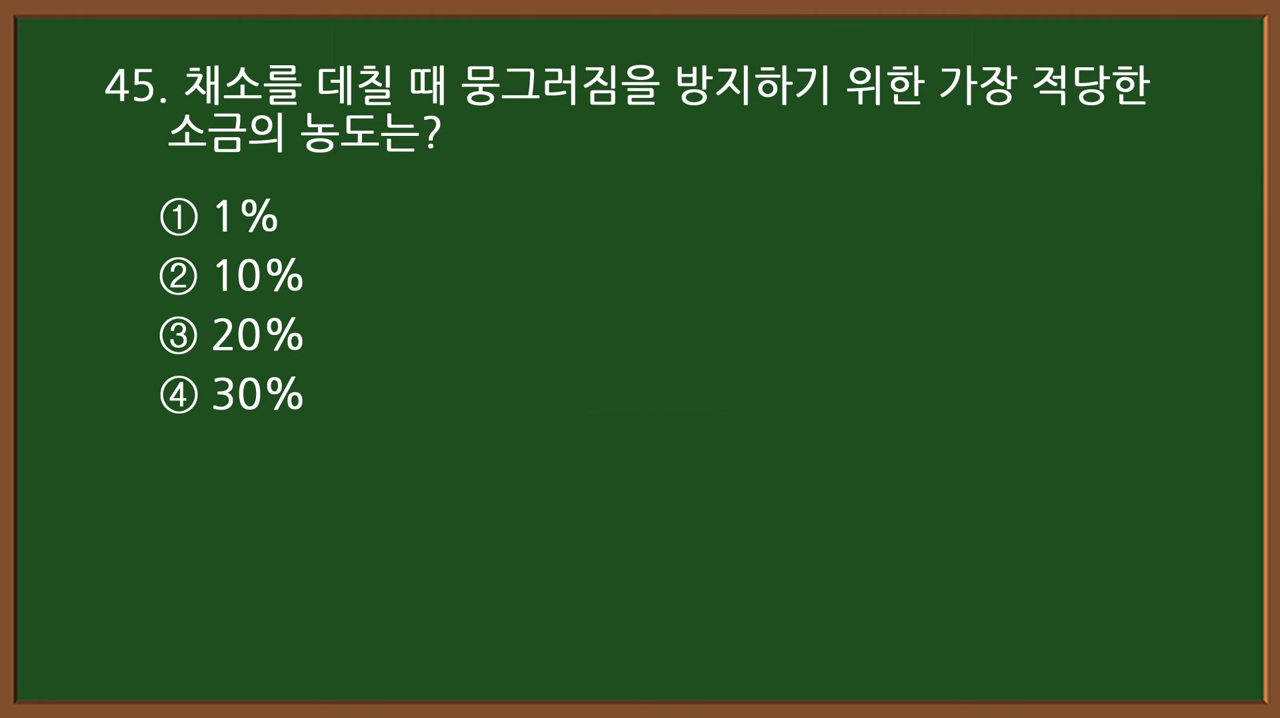 45. 채소를 데칠 때 뭉그러짐을 방지하기 위한 가장 적당한
소금의 농도는?
① 1%
② 10%
③ 20%
④ 30%